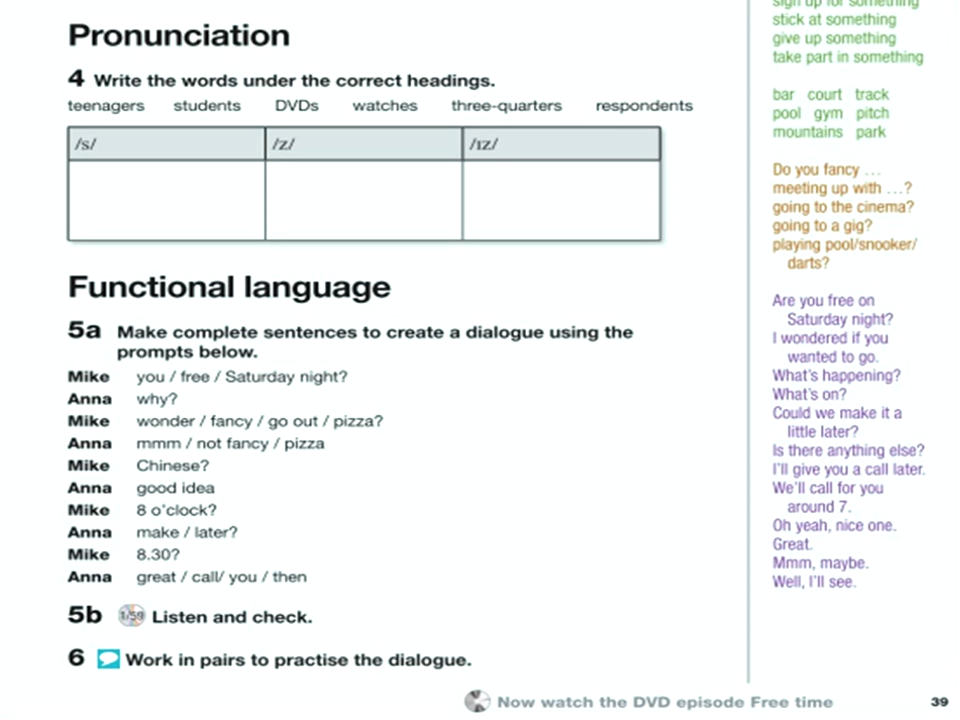 Pronunciation
4 Write the words under the correct headings.
teenagers students DVDs watches three-quarters respondents
/s/ /z/ /ɪz/
Functional language
5a Make complete sentences to create a dialogue using the
prompts below.
Mike you / free / Saturday night?
Anna why?
Mike wonder / fancy / go out / pizza?
Anna mmm / not fancy / pizza
Mike Chinese?
Anna good idea
Mike 8 o'clock?
Anna make / later?
Mike 8.30?
Anna great / call/ you / then
5b 1/59 Listen and check.
6 Work in pairs to practise the dialogue.
sign up for something
stick at something
give up something
take part in something
bar court track
pool gym pitch
mountains park
Do you fancy ...
meeting up with ...?
going to the cinema?
going to a gig?
playing pool/snooker/
darts?
Are you free on
Saturday night?
I wondered if you
wanted to go.
What's happening?
What's on?
Could we make it a
little later?
Is there anything else?
I'll give you a call later.
We'll call for you
around 7.
Oh yeah, nice one.
Great.
Mmm, maybe.
Well, I'll see.
Now watch the DVD episode Free time 39